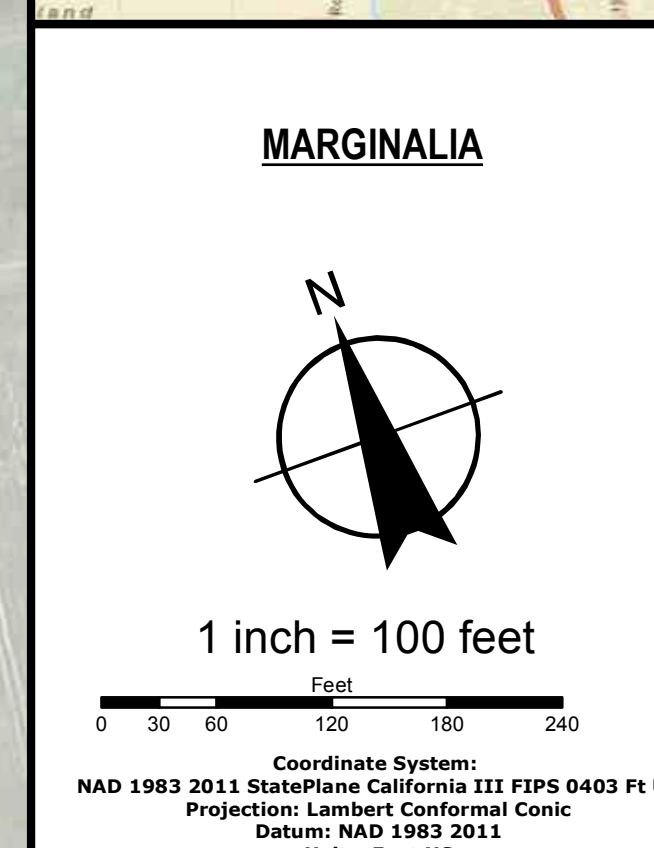 land
MARGINALIA
N
1 inch = 100 feet
Feet
0 30 60 120 180 240
Coordinate System:
NAD 1983 2011 StatePlane California III FIPS 0403 Ft
Projection: Lambert Conformal Conic
Datum: NAD 1983 2011